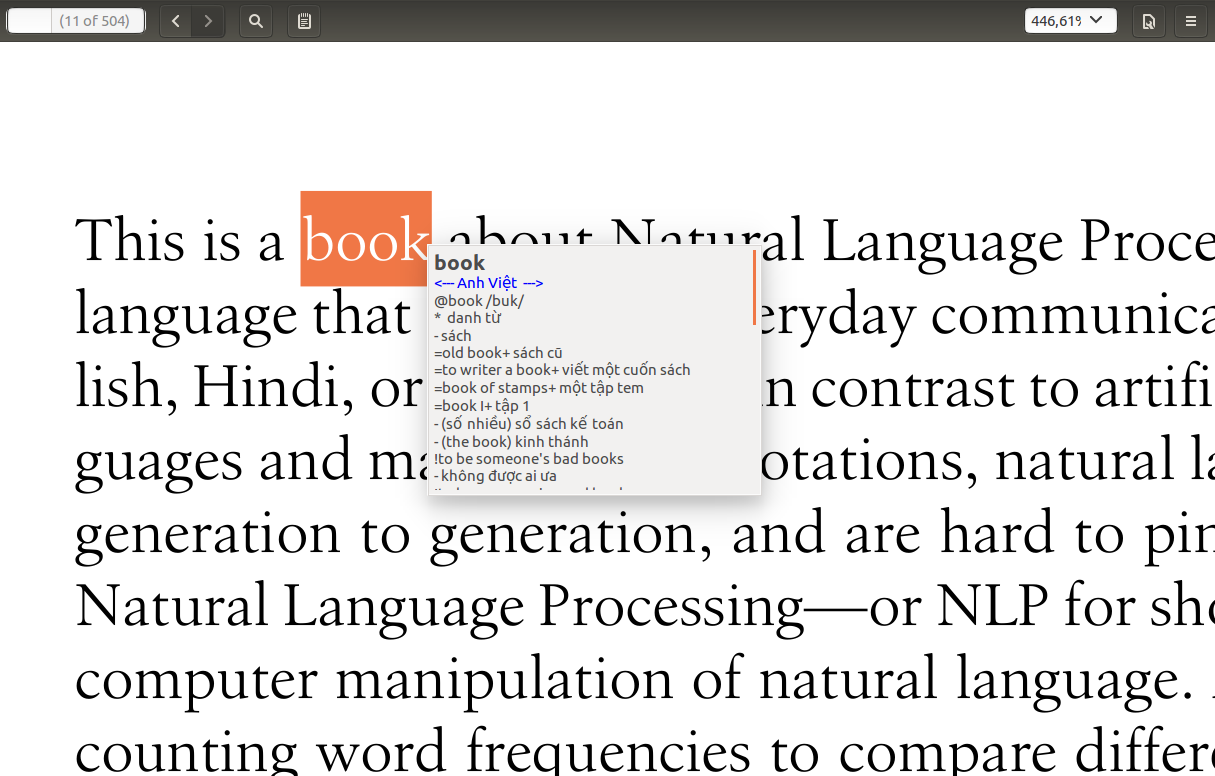 (11 of 504)
446,61%
This is a book about Natural Language Proce
language that eryday communica
lish, Hindi, or n contrast to artifi
guages and ma otations, natural la
generation to generation, and are hard to pin
Natural Language Processing—or NLP for sho
computer manipulation of natural language.
counting word frequencies to compare differe
book
<--- Anh Việt --->
@book /buk/
* danh từ
- sách
=old book+ sách cũ
=to writer a book+ viết một cuốn sách
=book of stamps+ một tập tem
=book I+ tập 1
- (số nhiều) sổ sách kế toán
- (the book) kinh thánh
!to be someone's bad books
- không được ai ưa